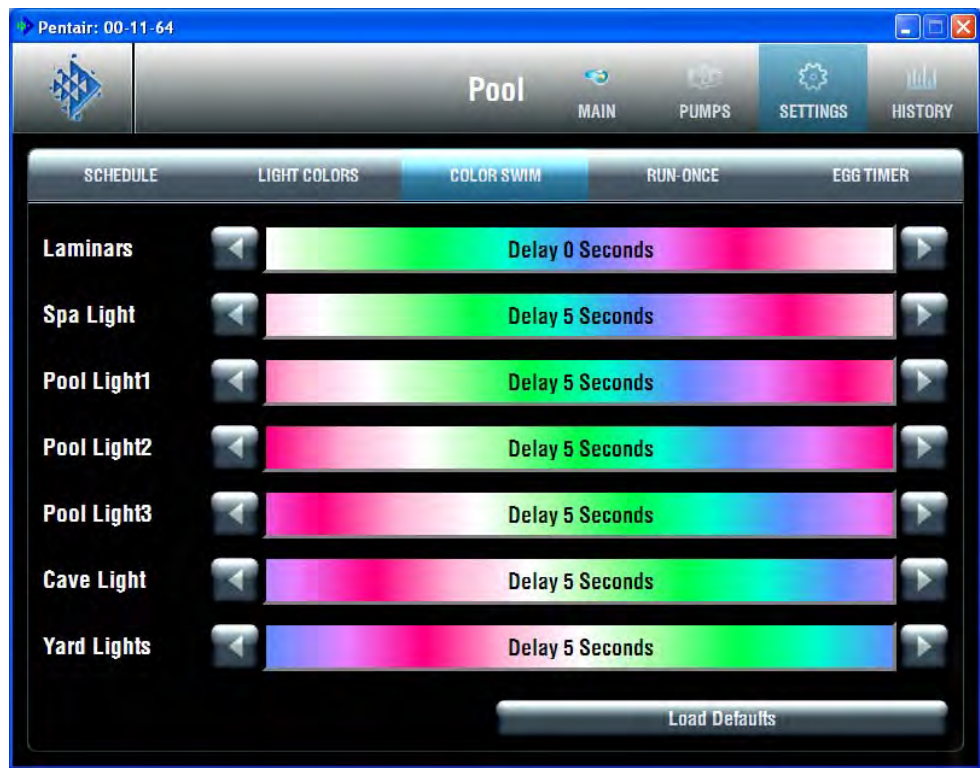 Pentair: 00-11-64
Pool
MAIN
PUMPS
SETTINGS
HISTORY
SCHEDULE
LIGHT COLORS
COLOR SWIM
RUN-ONCE
EGG TIMER
Laminars
Delay 0 Seconds
Spa Light
Delay 5 Seconds
Pool Light1
Delay 5 Seconds
Pool Light2
Delay 5 Seconds
Pool Light3
Delay 5 Seconds
Cave Light
Delay 5 Seconds
Yard Lights
Delay 5 Seconds
Load Defaults